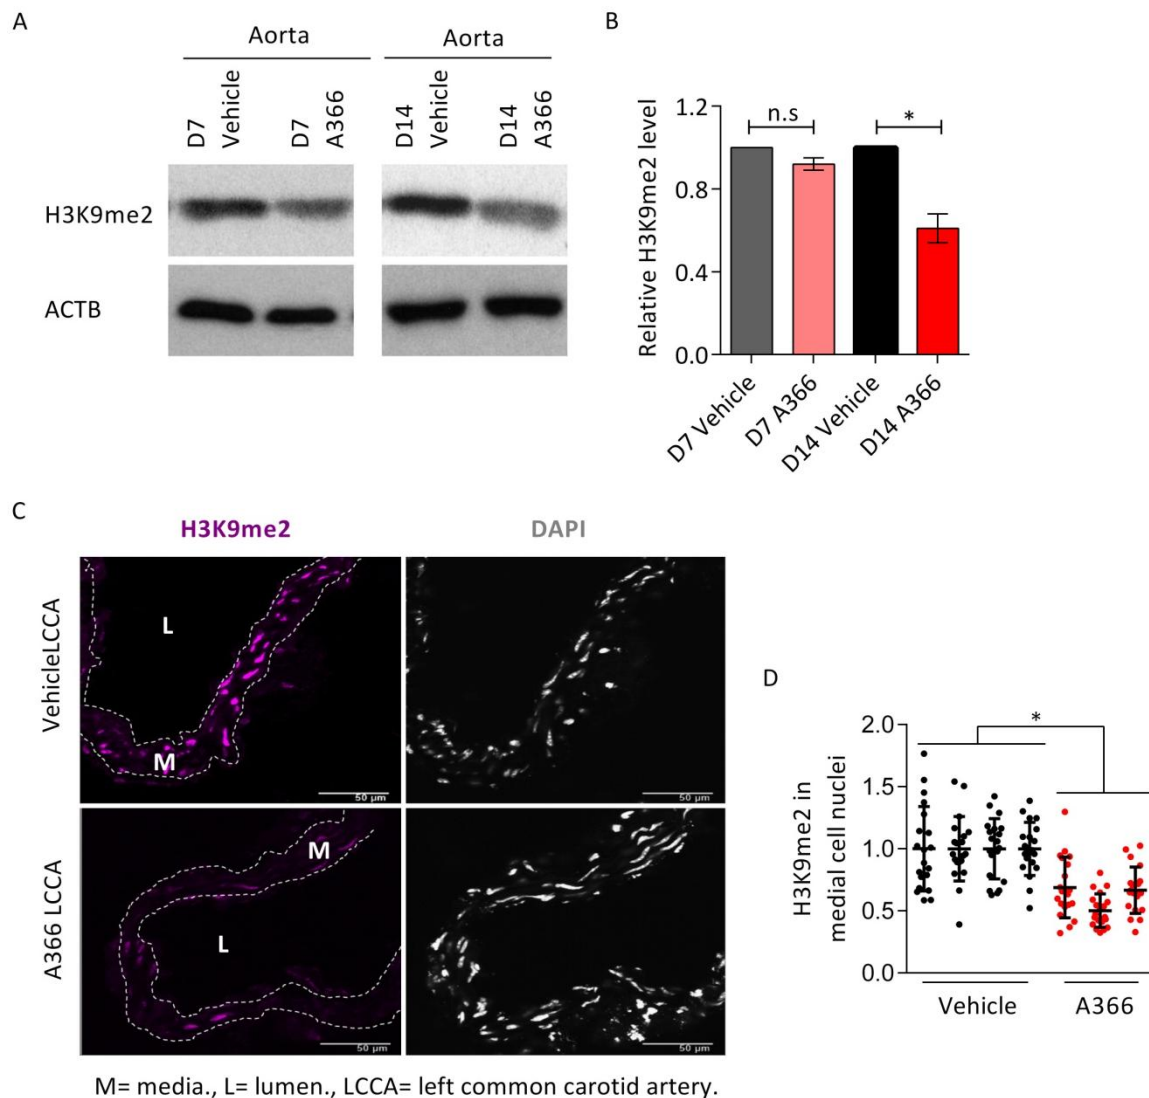 A
Aorta
Aorta
D7
Vehicle
D7
A366
D14
Vehicle
D14
A366
H3K9me2
ACTB
B
Relative H3K9me2 level
1.2
0.8
0.4
0.0
n.s
*
D7 Vehicle
D7 A366
D14 Vehicle
D14 A366
C
H3K9me2
DAPI
VehicleLCCA
L
M
50 µm
50 µm
A366 LCCA
M
L
50 µm
50 µm
D
H3K9me2 in
medial cell nuclei
2.0
1.5
1.0
0.5
0.0
*
Vehicle
A366
M= media., L= lumen., LCCA= left common carotid artery.